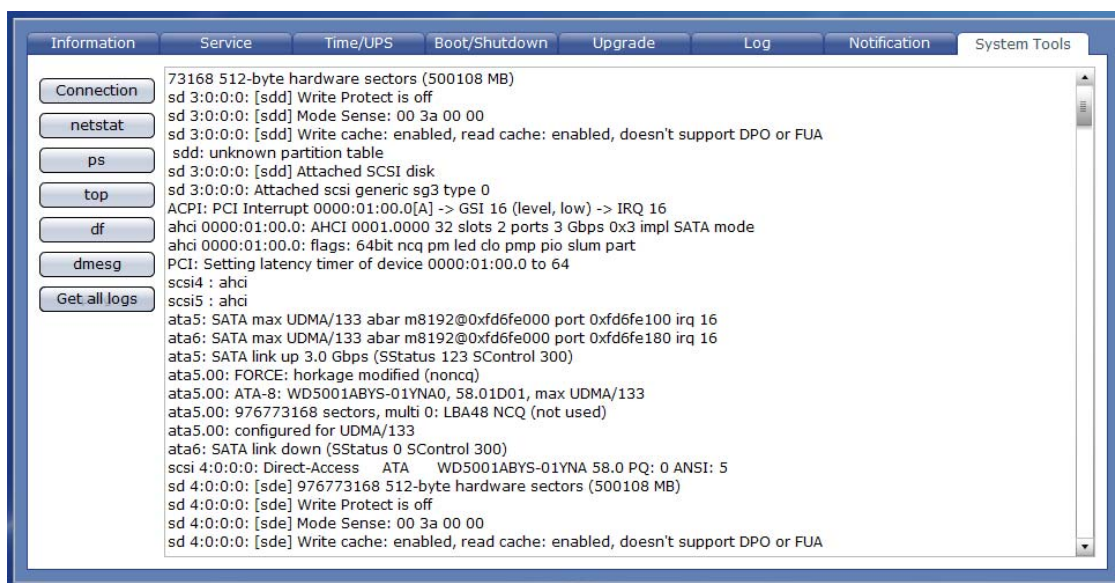 Information Service Time/UPS Boot/Shutdown Upgrade Log Notification System Tools
Connection
netstat
ps
top
df
dmesg
Get all logs
73168 512-byte hardware sectors (500108 MB)
sd 3:0:0:0: [sdd] Write Protect is off
sd 3:0:0:0: [sdd] Mode Sense: 00 3a 00 00
sd 3:0:0:0: [sdd] Write cache: enabled, read cache: enabled, doesn't support DPO or FUA
sdd: unknown partition table
sd 3:0:0:0: [sdd] Attached SCSI disk
sd 3:0:0:0: Attached scsi generic sg3 type 0
ACPI: PCI Interrupt 0000:01:00.0[A] -> GSI 16 (level, low) -> IRQ 16
ahci 0000:01:00.0: AHCI 0001.0000 32 slots 2 ports 3 Gbps 0x3 impl SATA mode
ahci 0000:01:00.0: flags: 64bit ncq pm led clo pmp pio slum part
PCI: Setting latency timer of device 0000:01:00.0 to 64
scsi4 : ahci
scsi5 : ahci
ata5: SATA max UDMA/133 abar m8192@0xfd6fe000 port 0xfd6fe100 irq 16
ata6: SATA max UDMA/133 abar m8192@0xfd6fe000 port 0xfd6fe180 irq 16
ata5: SATA link up 3.0 Gbps (SStatus 123 SControl 300)
ata5.00: FORCE: horkage modified (noncq)
ata5.00: ATA-8: WD5001ABYS-01YNA0, 58.01D01, max UDMA/133
ata5.00: 976773168 sectors, multi 0: LBA48 NCQ (not used)
ata5.00: configured for UDMA/133
ata6: SATA link down (SStatus 0 SControl 300)
scsi 4:0:0:0: Direct-Access ATA WD5001ABYS-01YNA 58.0 PQ: 0 ANSI: 5
sd 4:0:0:0: [sde] 976773168 512-byte hardware sectors (500108 MB)
sd 4:0:0:0: [sde] Write Protect is off
sd 4:0:0:0: [sde] Mode Sense: 00 3a 00 00
sd 4:0:0:0: [sde] Write cache: enabled, read cache: enabled, doesn't support DPO or FUA